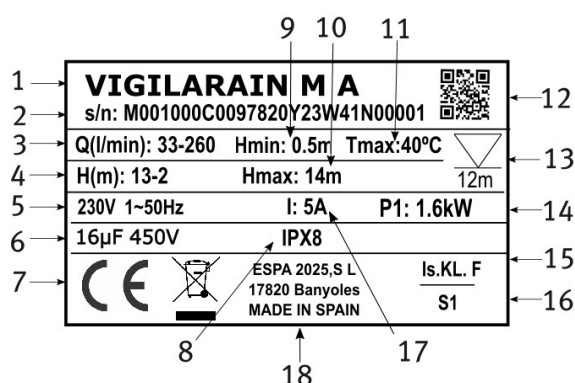 9 10 11
1 VIGILARAIN M A 12
2 s/n: M001000C0097820Y23W41N00001
3 Q(l/min): 33-260 Hmin: 0.5m Tmax:40ºC 13
4 H(m): 13-2 Hmax: 14m 12m
5 230V 1~50Hz I: 5A P1: 1.6kW 14
6 16µF 450V IPX8 15
7 CE ESPA 2025,S L Is.KL. F
17820 Banyoles
MADE IN SPAIN S1 16
8 18 17